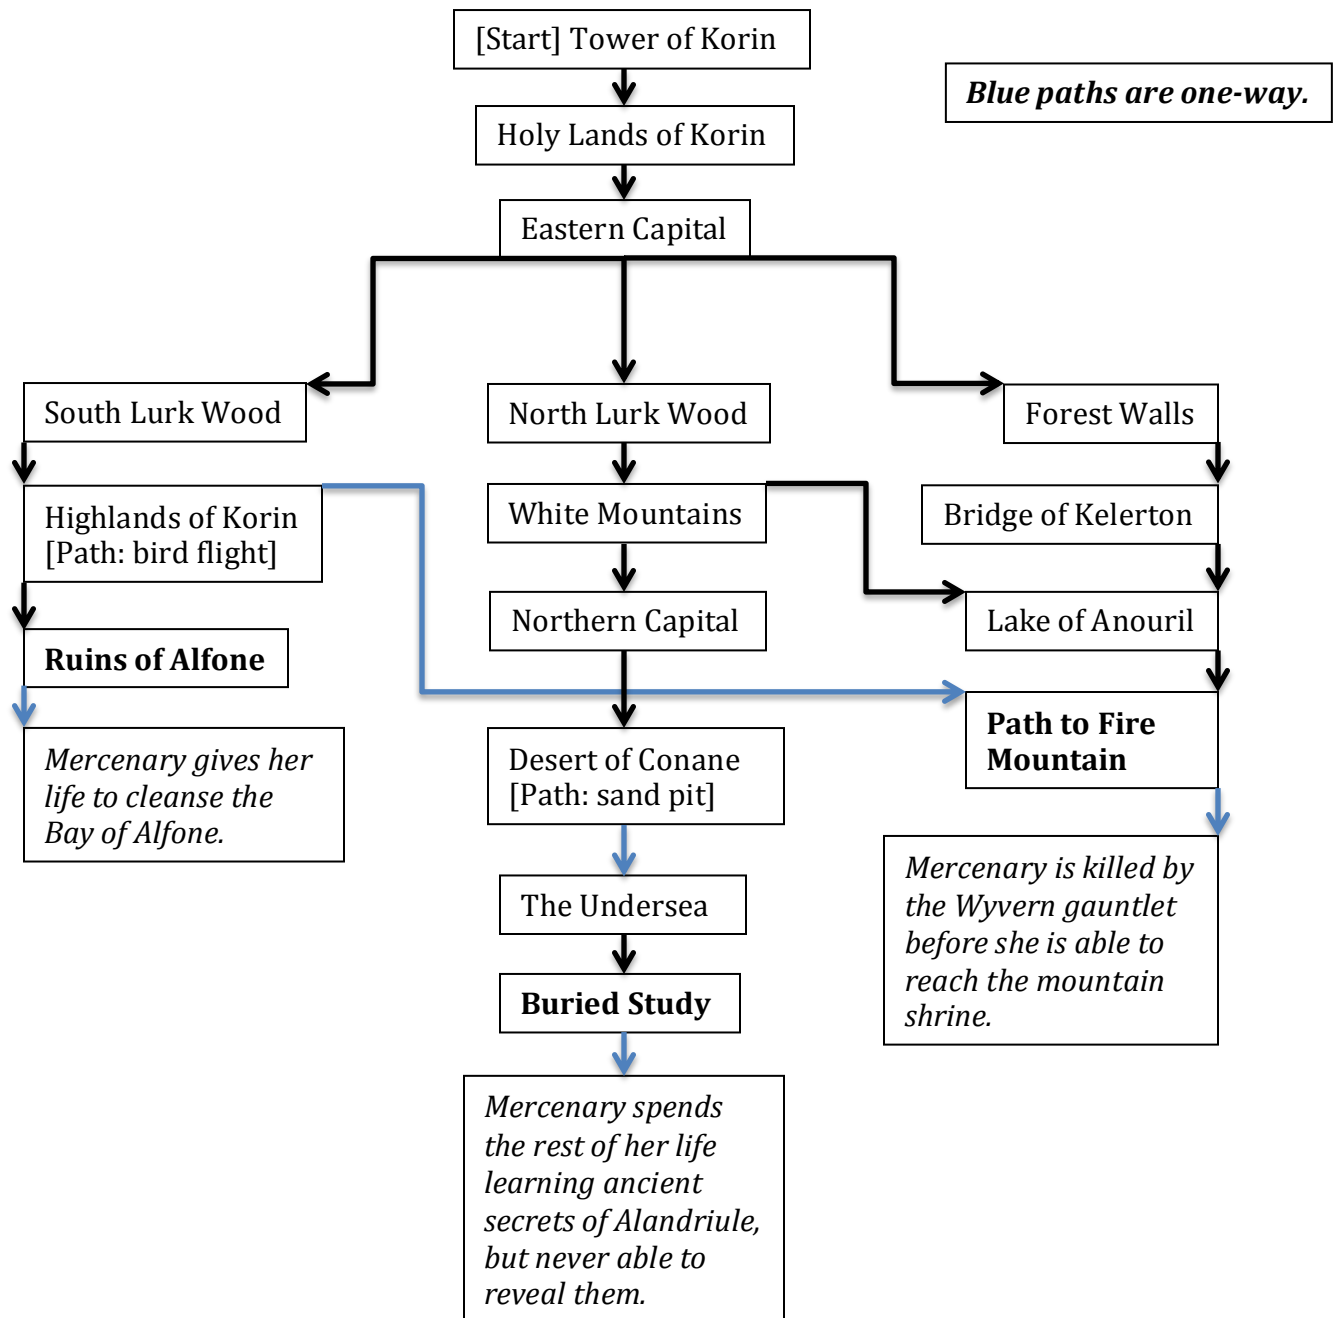 [Start] Tower of Korin
Blue paths are one-way.
Holy Lands of Korin
Eastern Capital
South Lurk Wood
North Lurk Wood
Forest Walls
Highlands of Korin
[Path: bird flight]
White Mountains
Bridge of Kelerton
Northern Capital
Lake of Anouril
Ruins of Alfone
Path to Fire
Mountain
Mercenary gives her
life to cleanse the
Bay of Alfone.
Desert of Conane
[Path: sand pit]
Mercenary is killed by
the Wyvern gauntlet
before she is able to
reach the mountain
shrine.
The Undersea
Buried Study
Mercenary spends
the rest of her life
learning ancient
secrets of Alandriule,
but never able to
reveal them.